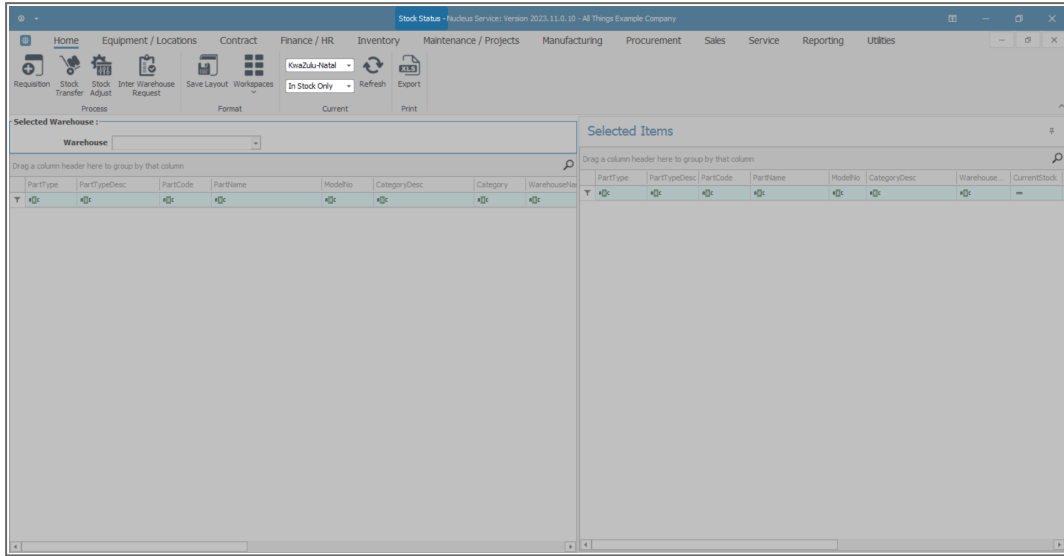 Stock Status - Nucleus Service: Version 2023.11.0.10 - All Things Example Company
Home Equipment / Locations Contract Finance / HR Inventory Maintenance / Projects Manufacturing Procurement Sales Service Reporting Utilities
Requisition
Stock Transfer
Stock Adjust
Inter Warehouse Request
Save Layout
Workspaces
KwaZulu-Natal
In Stock Only
Refresh
XLS
Export
Process Format Current Print
Selected Warehouse :
Warehouse
Drag a column header here to group by that column
PartType PartTypeDesc PartCode PartName ModelNo CategoryDesc Category WarehouseNa
Selected Items
Drag a column header here to group by that column
PartType PartTypeDesc PartCode PartName ModelNo CategoryDesc Warehouse... CurrentStock